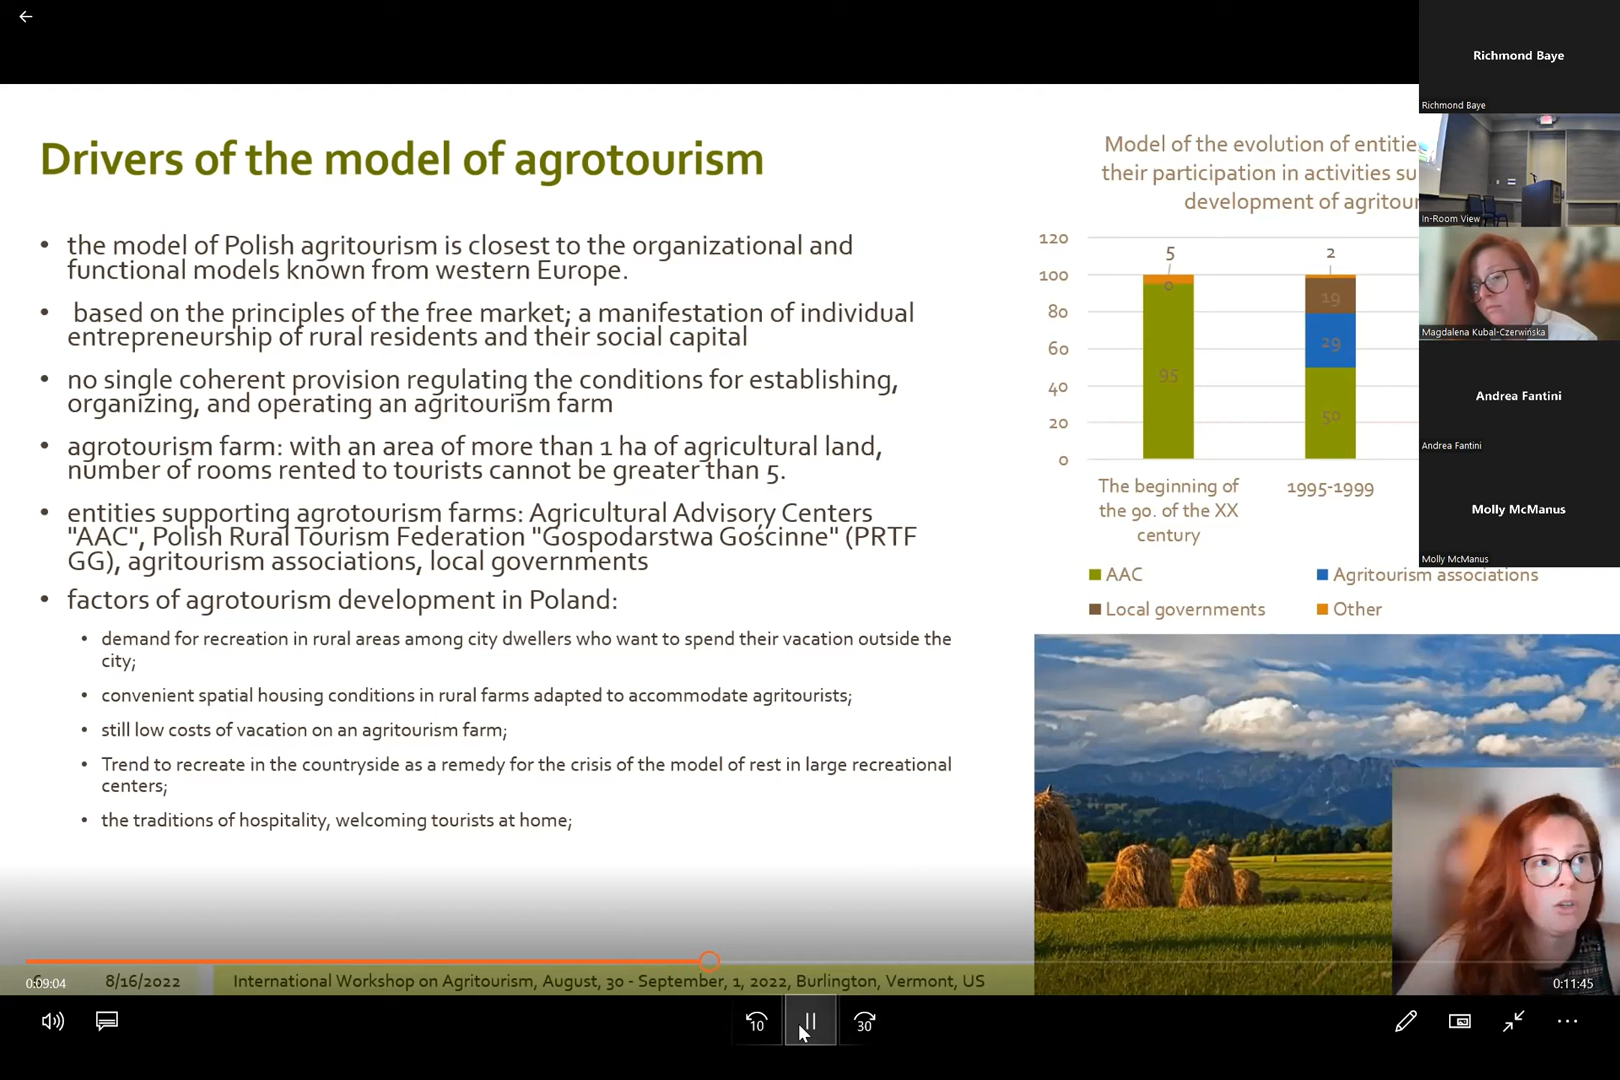 Drivers of the model of agrotourism
• the model of Polish agritourism is closest to the organizational and
functional models known from western Europe.
• based on the principles of the free market; a manifestation of individual
entrepreneurship of rural residents and their social capital
• no single coherent provision regulating the conditions for establishing,
organizing, and operating an agritourism farm
• agrotourism farm: with an area of more than 1 ha of agricultural land,
number of rooms rented to tourists cannot be greater than 5.
• entities supporting agrotourism farms: Agricultural Advisory Centers
"AAC", Polish Rural Tourism Federation "Gospodarstwa Goscinne" (PRTF
GG), agritourism associations, local governments
• factors of agrotourism development in Poland:
• demand for recreation in rural areas among city dwellers who want to spend their vacation outside the
city;
• convenient spatial housing conditions in rural farms adapted to accommodate agritourists;
• still low costs of vacation on an agritourism farm;
• Trend to recreate in the countryside as a remedy for the crisis of the model of rest in large recreational
centers;
• the traditions of hospitality, welcoming tourists at home;
Model of the evolution of entitie
their participation in activities su
development of agritour
120
100
80
60
40
20
0
5
0
95
2
19
29
50
The beginning of
the 90. of the XX
century
1995-1999
AAC
Agritourism associations
Local governments
Other
Richmond Baye
Richmond Baye
In-Room View
Magdalena Kubal-Czerwińska
Andrea Fantini
Andrea Fantini
Molly McManus
Molly McManus
6
0:09:04
8/16/2022
International Workshop on Agritourism, August, 30 - September, 1, 2022, Burlington, Vermont, US
0:11:45
10
30